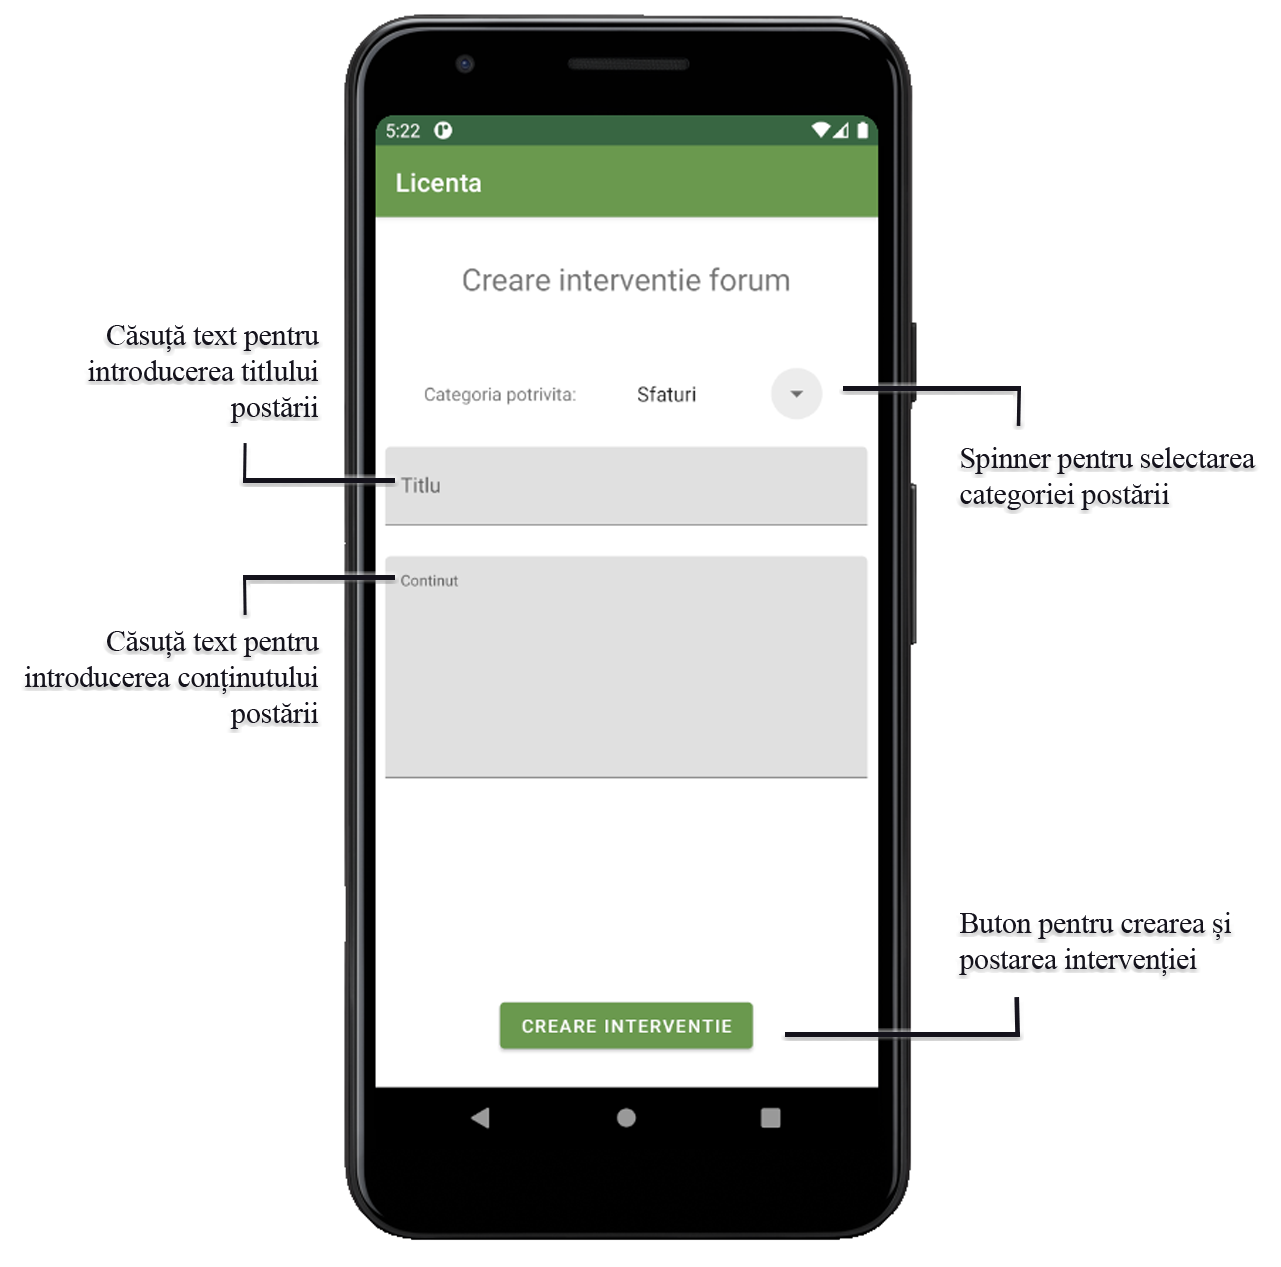 5:22
Licenta
Creare interventie forum
Căsuță text pentru
introducerea titlului
postării
Categoria potrivita: Sfaturi
Spinner pentru selectarea
categoriei postării
Titlu
Continut
Căsuță text pentru
introducerea conținutului
postării
Buton pentru crearea și
postarea intervenției
CREARE INTERVENTIE